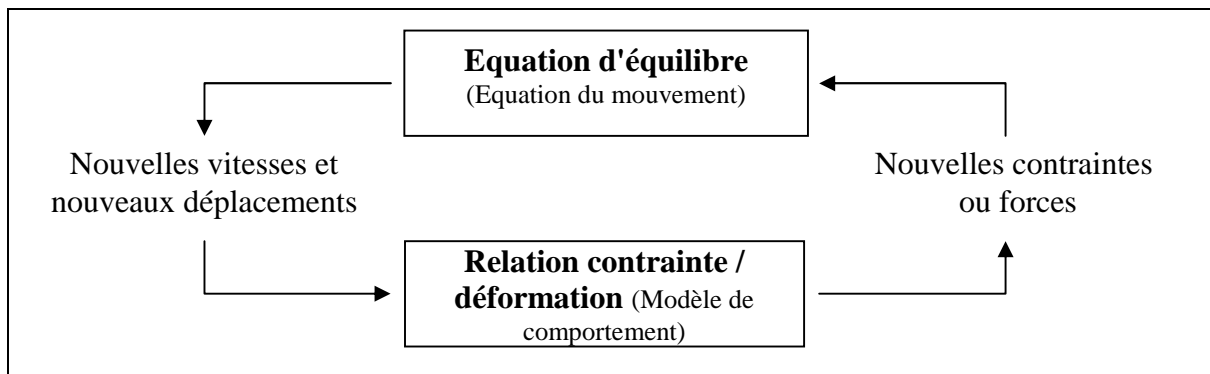 Equation d'équilibre
(Equation du mouvement)
Nouvelles vitesses et
nouveaux déplacements
Nouvelles contraintes
ou forces
Relation contrainte /
déformation (Modèle de
comportement)